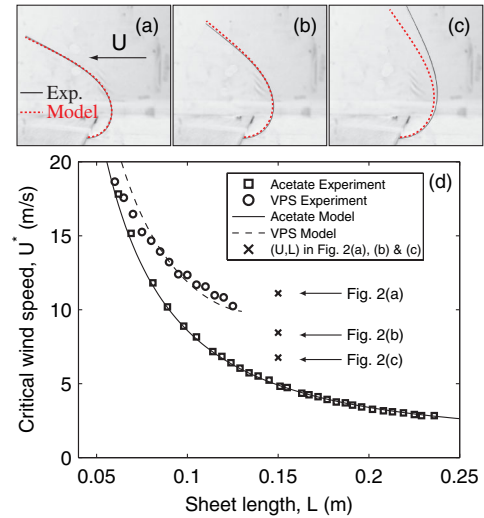 (a)
U
Exp.
Model
(b)
(c)
(d)
Acetate Experiment
VPS Experiment
Acetate Model
VPS Model
(U,L) in Fig. 2(a), (b) & (c)
Fig. 2(a)
Fig. 2(b)
Fig. 2(c)
20
15
10
5
0
Critical wind speed, U* (m/s)
0.05 0.1 0.15 0.2 0.25
Sheet length, L (m)